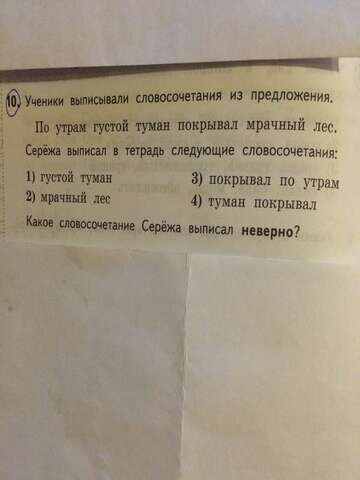 10. Ученики выписывали словосочетания из предложения.
По утрам густой туман покрывал мрачный лес.
Серёжа выписал в тетрадь следующие словосочетания:
1) густой туман 3) покрывал по утрам
2) мрачный лес 4) туман покрывал
Какое словосочетание Серёжа выписал неверно?